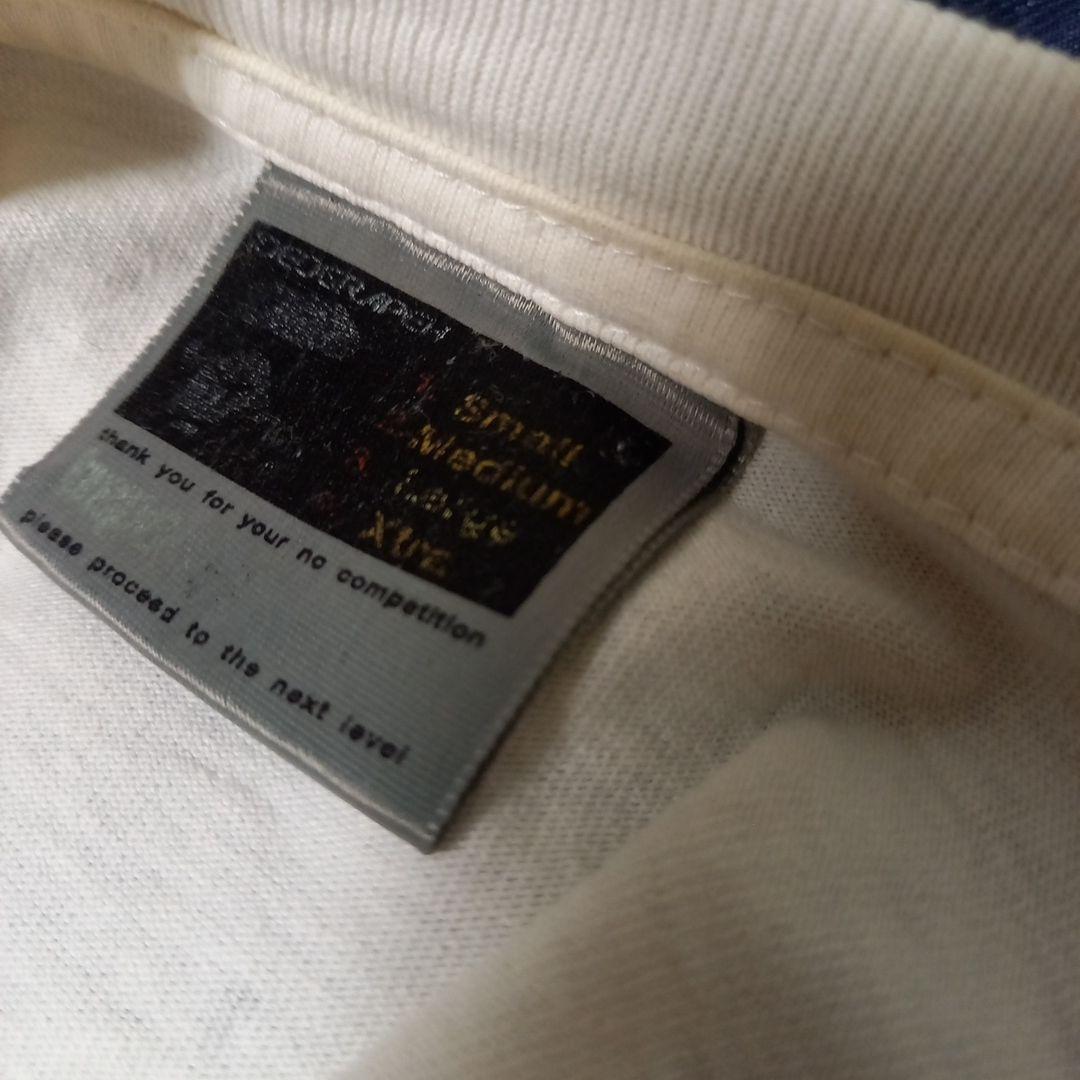 Small
Medium
Large
Xtra
thank you for your no competition
please proceed to the next level